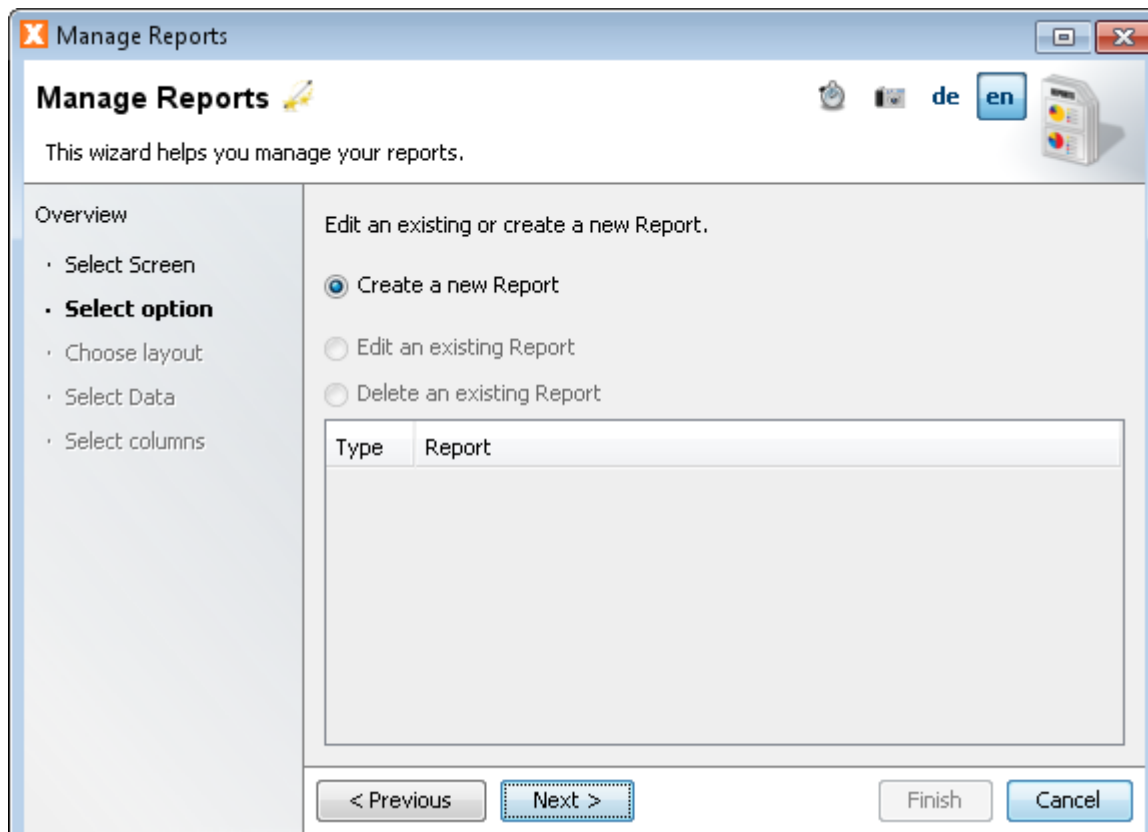 Manage Reports
Manage Reports
de
en
This wizard helps you manage your reports.
Overview
· Select Screen
· Select option
· Choose layout
· Select Data
· Select columns
Edit an existing or create a new Report.
Create a new Report
Edit an existing Report
Delete an existing Report
Type Report
< Previous
Next >
Finish
Cancel